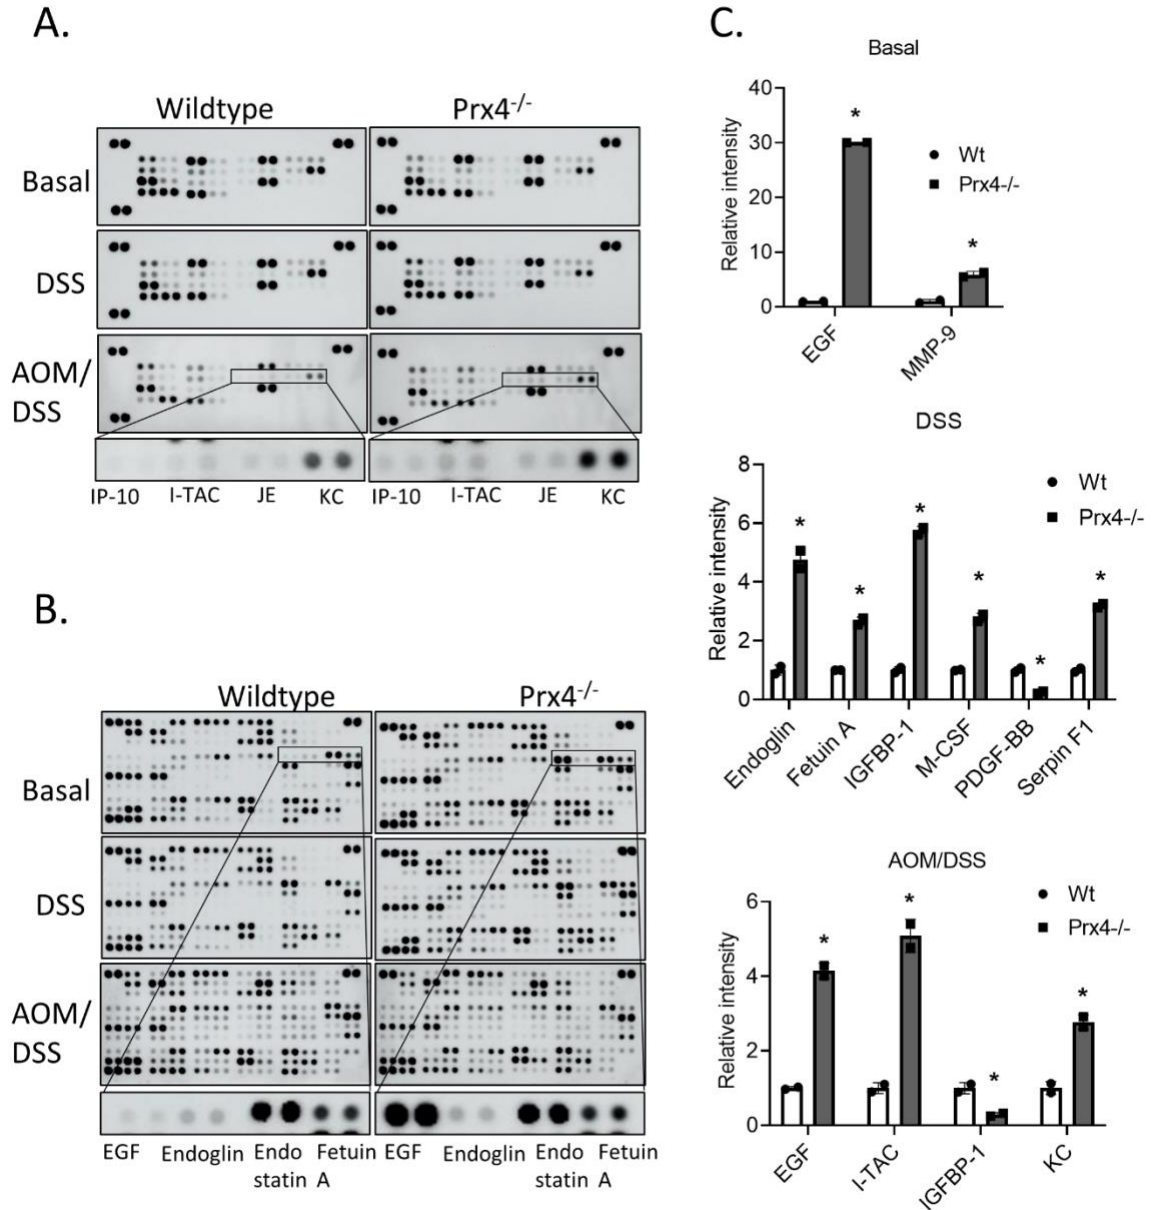 A.
Wildtype Prx4-/-
Basal
DSS
AOM/
DSS
IP-10 I-TAC JE KC IP-10 I-TAC JE KC
B.
Wildtype Prx4-/-
Basal
DSS
AOM/
DSS
EGF Endoglin Endo Fetuin EGF Endoglin Endo Fetuin
statin A statin A
C.
Basal
Relative intensity
40
30
20
10
0
* *
Wt
Prx4-/-
EGF MMP-9
DSS
Relative intensity
8
6
4
2
0
* * * * * *
Wt
Prx4-/-
Endoglin Fetuin A IGFBP-1 M-CSF PDGF-BB Serpin F1
AOM/DSS
Relative intensity
6
4
2
0
* * * *
Wt
Prx4-/-
EGF I-TAC IGFBP-1 KC